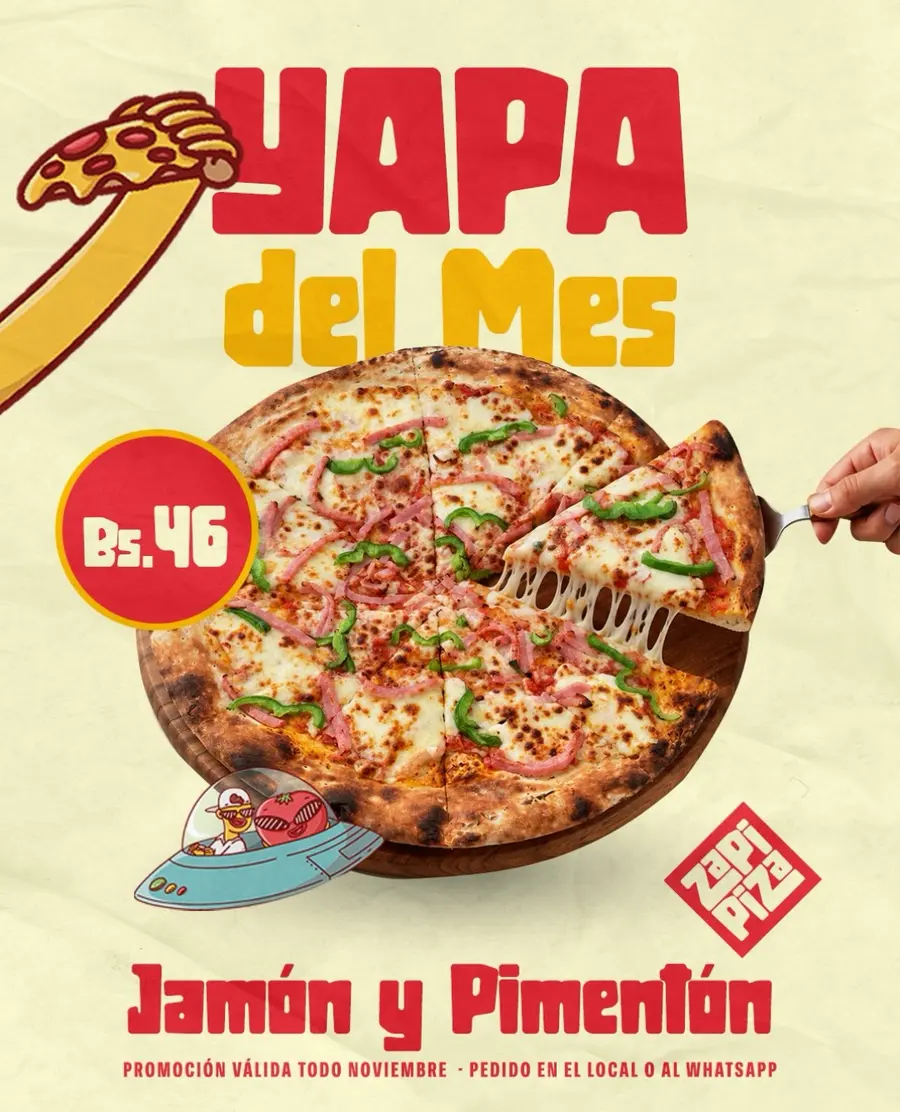 YAPA
del Mes
Bs.46
Zapi
Piza
Jamón y Pimentón
PROMOCIÓN VÁLIDA TODO NOVIEMBRE · PEDIDO EN EL LOCAL O AL WHATSAPP